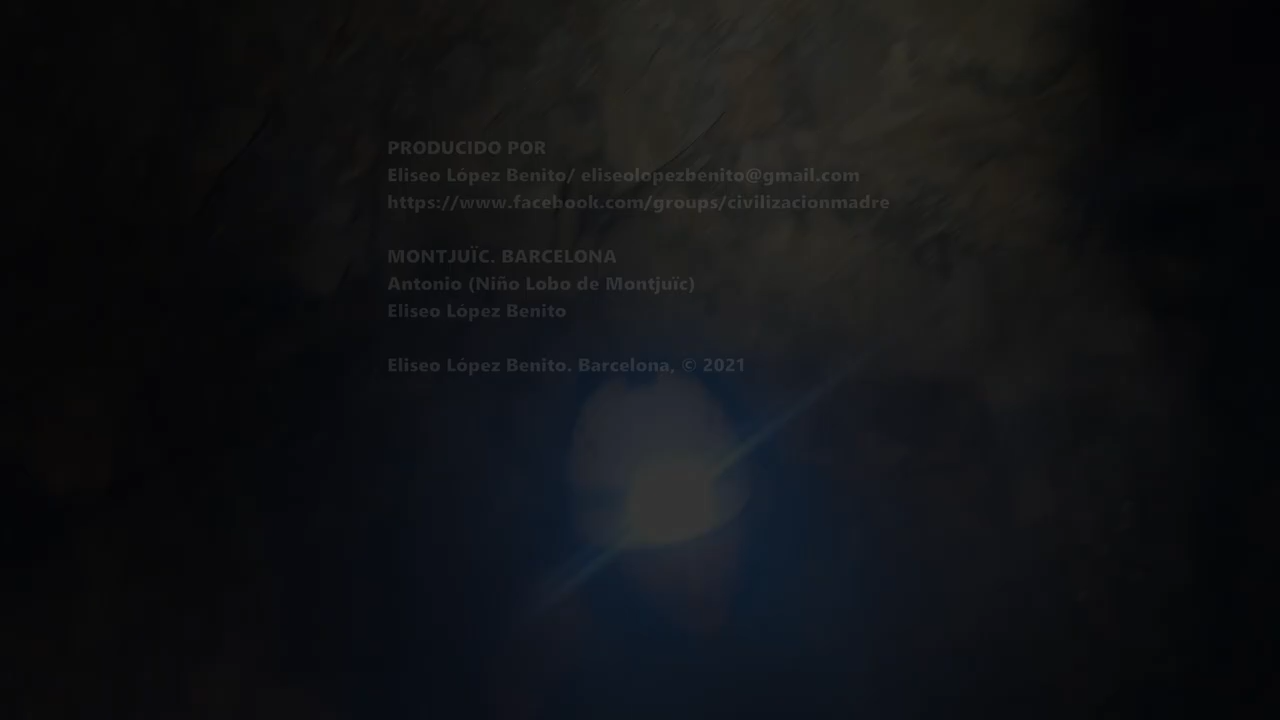 PRODUCIDO POR
Eliseo López Benito/ eliseolopezbenito@gmail.com
https://www.facebook.com/groups/civilizacionmadre
MONTJUÏC. BARCELONA
Antonio (Niño Lobo de Montjuïc)
Eliseo López Benito
Eliseo López Benito. Barcelona, © 2021